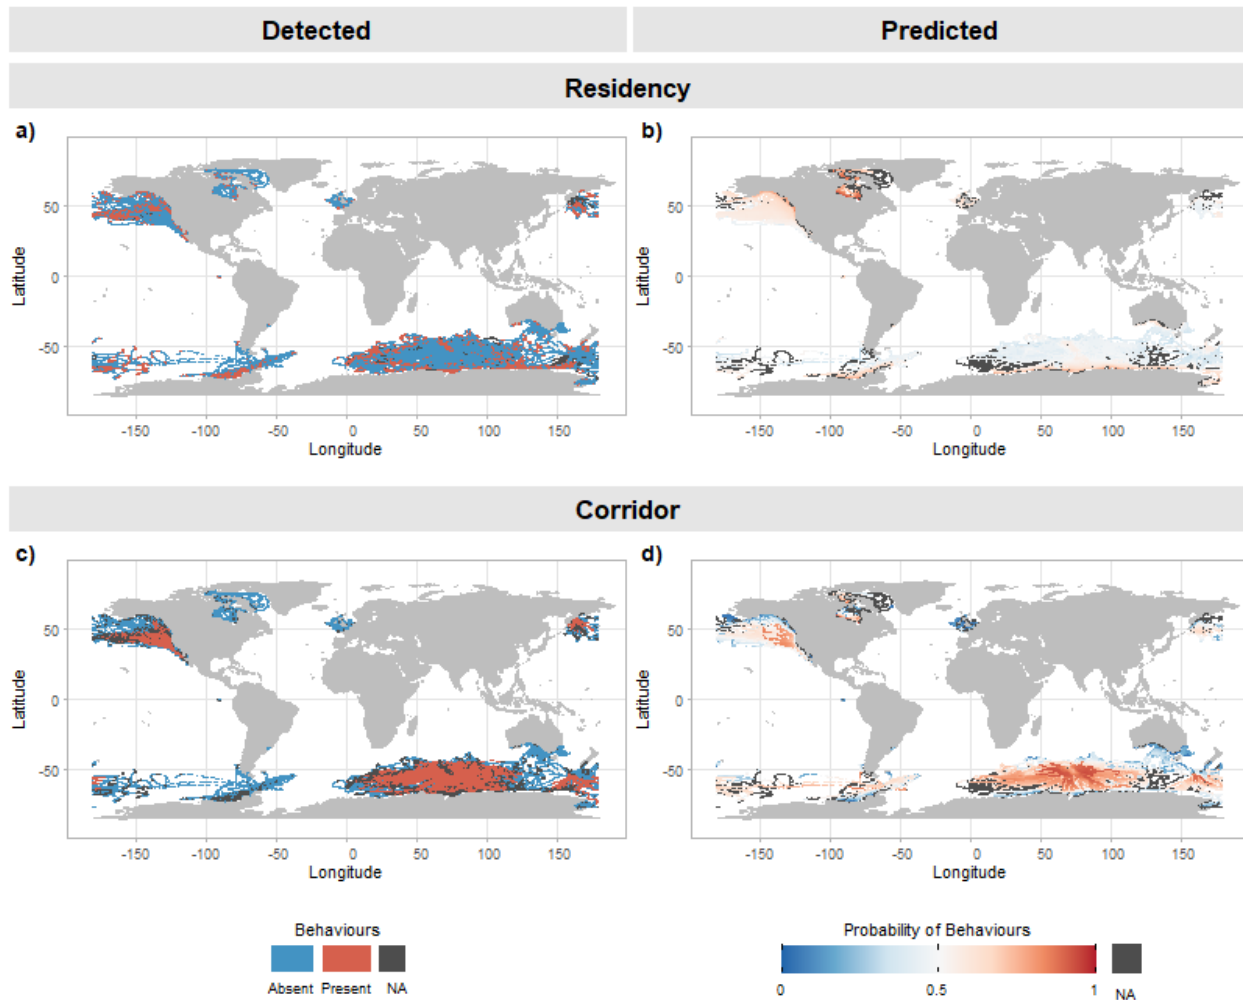 Detected Predicted
Residency
a) b)
50 50
0 0
-50 -50
Latitude Latitude
-150 -100 -50 0 50 100 150 -150 -100 -50 0 50 100 150
Longitude Longitude
Corridor
c) d)
50 50
0 0
-50 -50
Latitude Latitude
-150 -100 -50 0 50 100 150 -150 -100 -50 0 50 100 150
Longitude Longitude
Behaviours Probability of Behaviours
Absent Present NA 0 0.5 1 NA